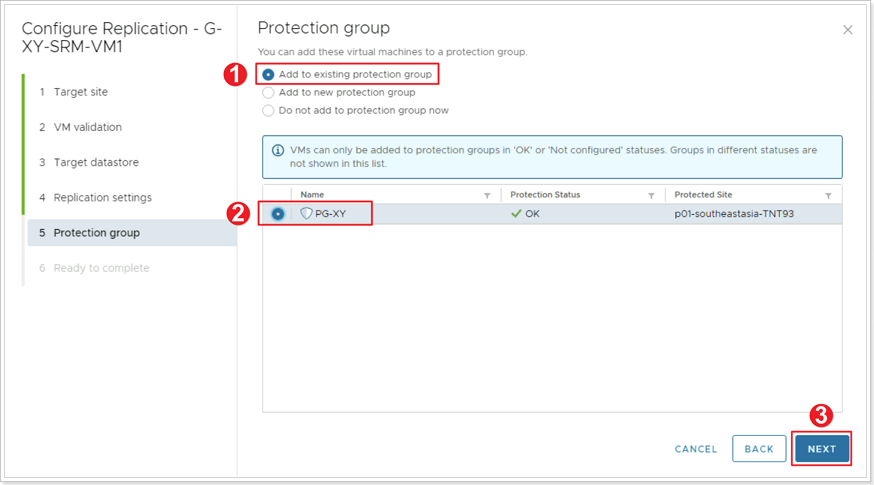 Configure Replication - G-
XY-SRM-VM1
1 Target site
2 VM validation
3 Target datastore
4 Replication settings
5 Protection group
6 Ready to complete
Protection group
You can add these virtual machines to a protection group.
1
Add to existing protection group
Add to new protection group
Do not add to protection group now
VMs can only be added to protection groups in 'OK' or 'Not configured' statuses. Groups in different statuses are
not shown in this list.
Name Protection Status Protected Site
2
PG-XY OK p01-southeastasia-TNT93
3
CANCEL BACK NEXT